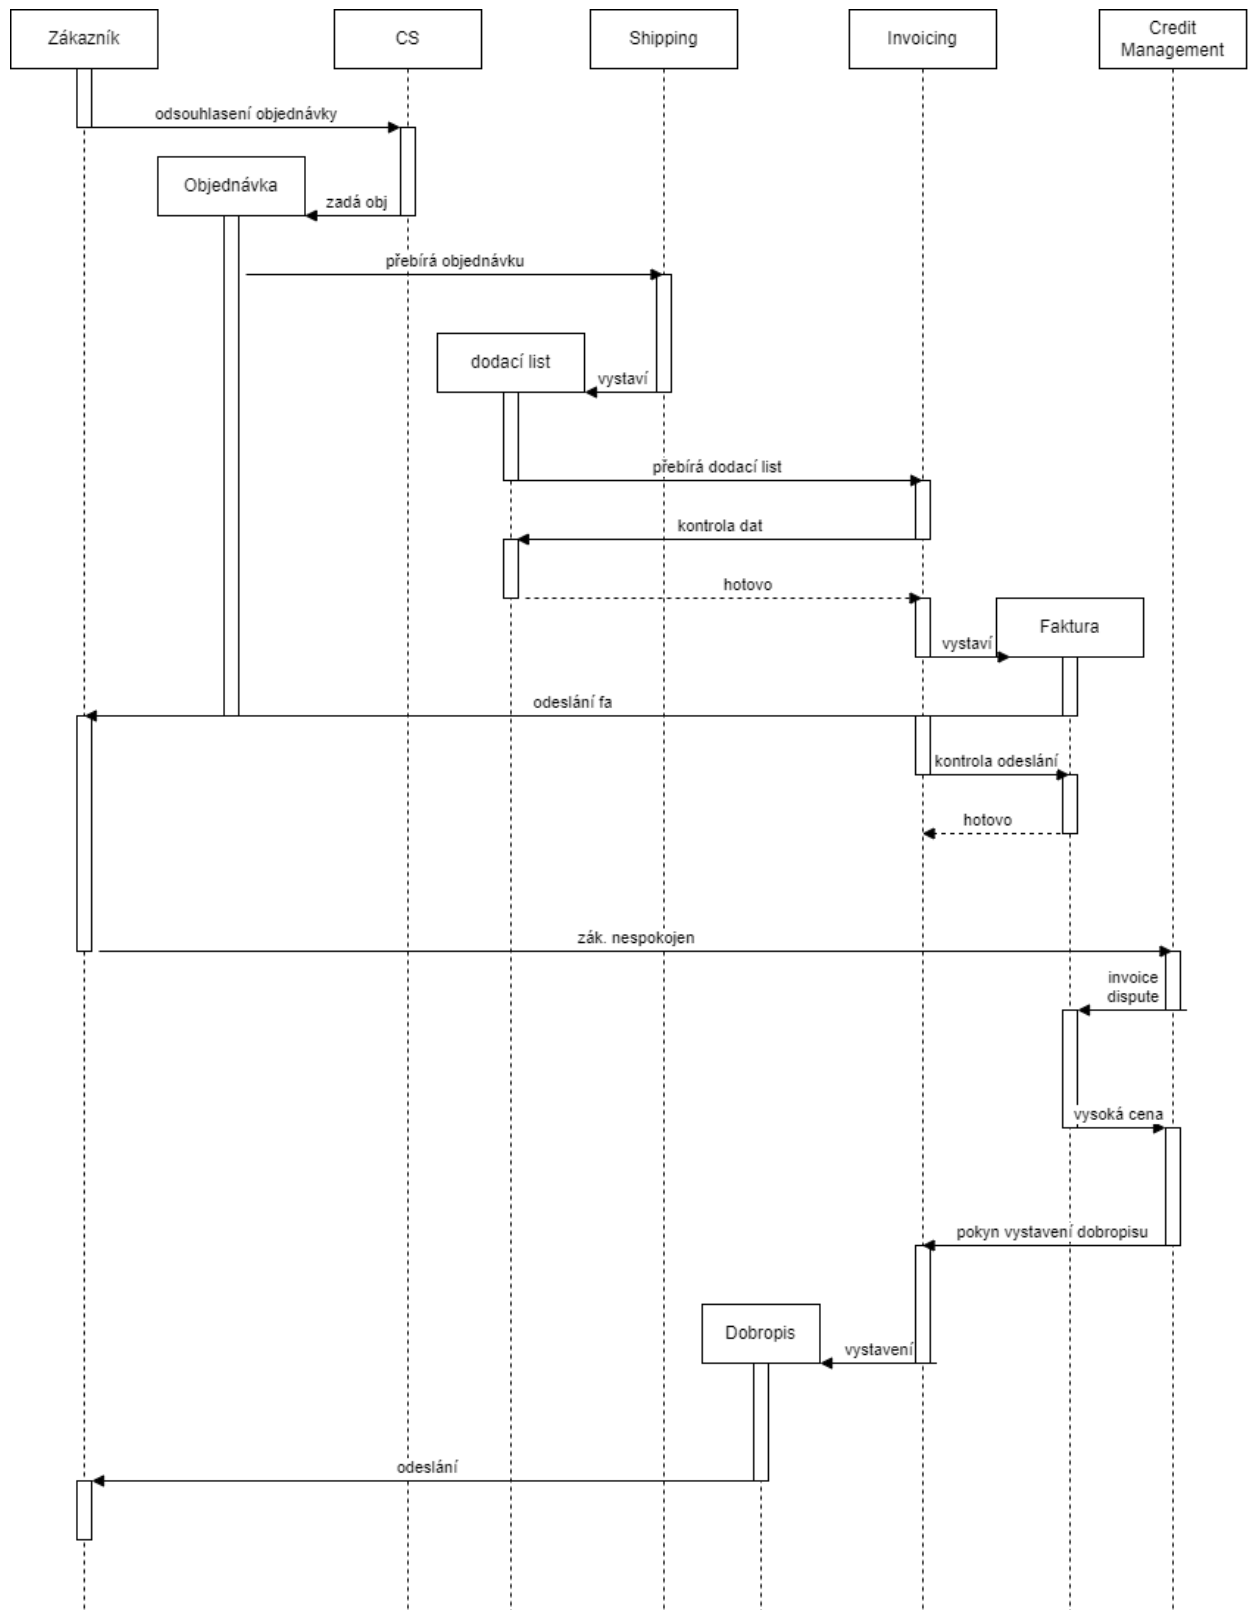 Zákazník
CS
Shipping
Invoicing
Credit
Management
odsouhlasení objednávky
Objednávka
zadá obj
přebírá objednávku
dodací list
vystaví
přebírá dodací list
kontrola dat
hotovo
Faktura
vystaví
odeslání fa
kontrola odeslání
hotovo
zák. nespokojen
invoice
dispute
vysoká cena
pokyn vystavení dobropisu
Dobropis
vystavení
odeslání